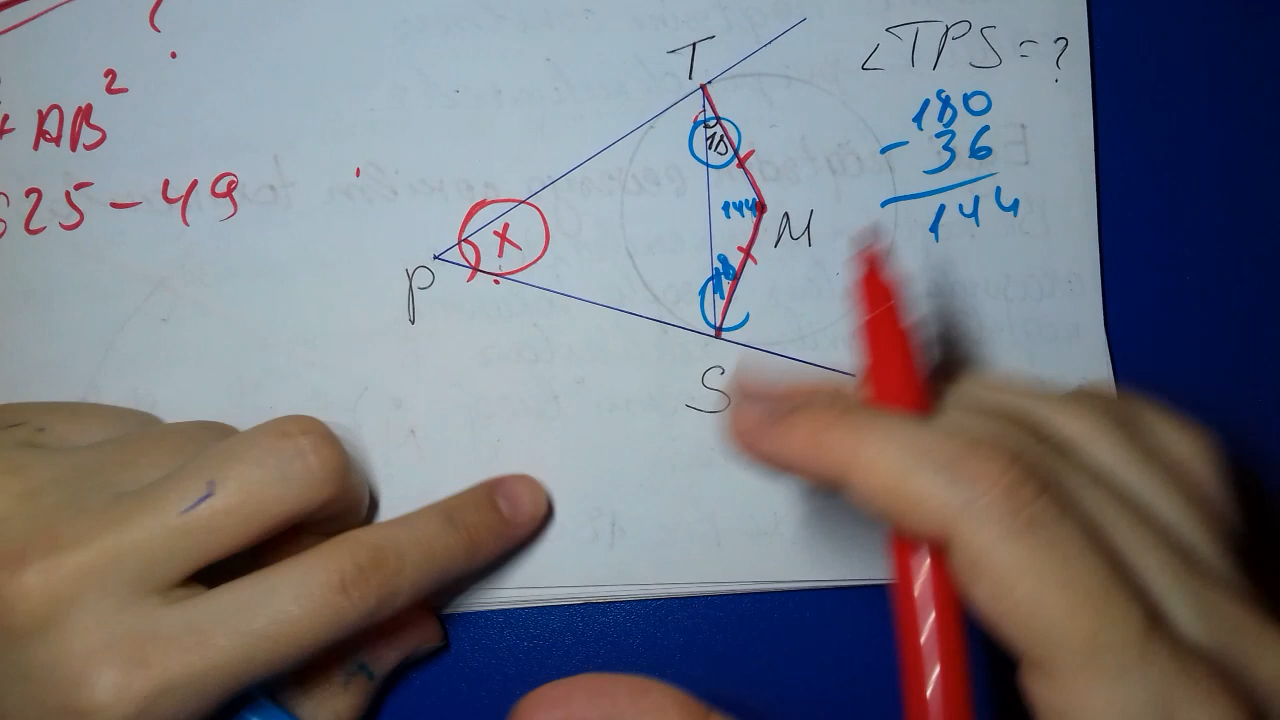 ?
+ AB²
625 - 49
T
∠TPS = ?
180
- 36
144
18
144
M
18
x
P
S